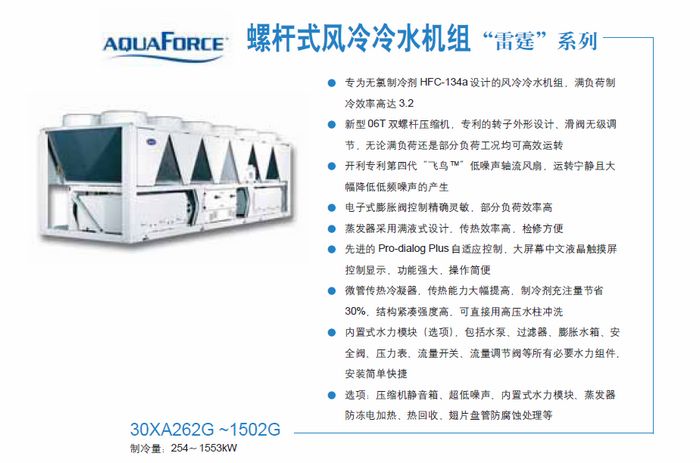 AQUAFORCE 螺杆式风冷冷水机组 “雷霆” 系列
● 专为无氯制冷剂 HFC-134a 设计的风冷冷水机组，满负荷制
冷效率高达 3.2
● 新型 06T 双螺杆压缩机，专利的转子外形设计、滑阀无级调
节，无论满负荷还是部分负荷工况均可高效运转
● 开利专利第四代 “飞鸟™” 低噪声轴流风扇，运转宁静且大
幅降低低频噪声的产生
● 电子式膨胀阀控制精确灵敏，部分负荷效率高
● 蒸发器采用满液式设计，传热效率高，检修方便
● 先进的 Pro-dialog Plus 自适应控制，大屏幕中文液晶触摸屏
控制显示，功能强大，操作简便
● 微管传热冷凝器，传热能力大幅提高，制冷剂充注量节省
30%，结构紧凑强度高，可直接用高压水柱冲洗
● 内置式水力模块（选项），包括水泵、过滤器、膨胀水箱、安
全阀、压力表、流量开关、流量调节阀等所有必要水力组件，
安装简单快捷
● 选项：压缩机静音箱、超低噪声、内置式水力模块、蒸发器
防冻电加热、热回收、翅片盘管防腐蚀处理等
30XA262G ~1502G
制冷量：254~ 1553kW